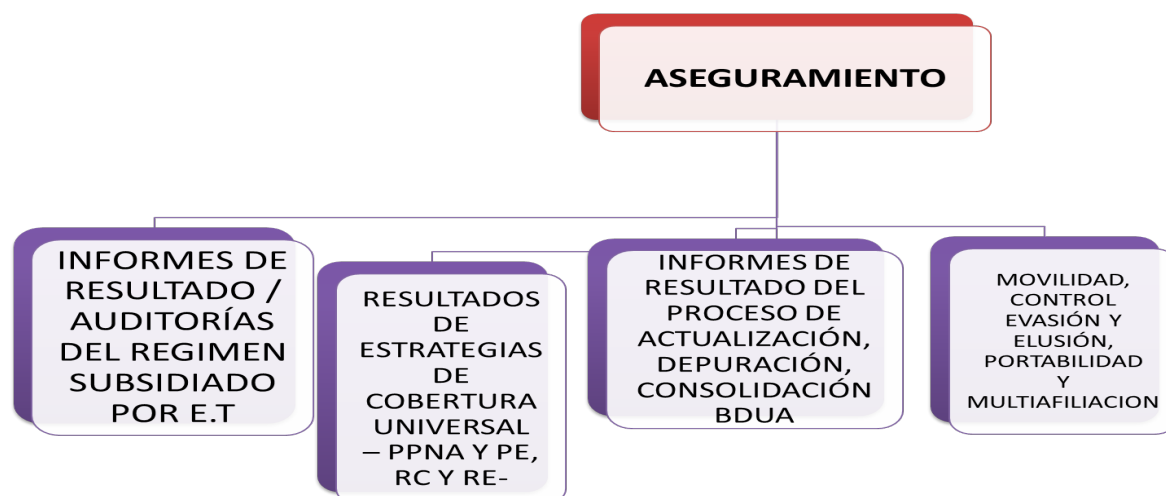 ASEGURAMIENTO
INFORMES DE
RESULTADO /
AUDITORÍAS
DEL REGIMEN
SUBSIDIADO
POR E.T
RESULTADOS
DE
ESTRATEGIAS
DE
COBERTURA
UNIVERSAL
– PPNA Y PE,
RC Y RE-
INFORMES DE
RESULTADO DEL
PROCESO DE
ACTUALIZACIÓN,
DEPURACIÓN,
CONSOLIDACIÓN
BDUA
MOVILIDAD,
CONTROL
EVASIÓN Y
ELUSIÓN,
PORTABILIDAD
Y
MULTIAFILIACION